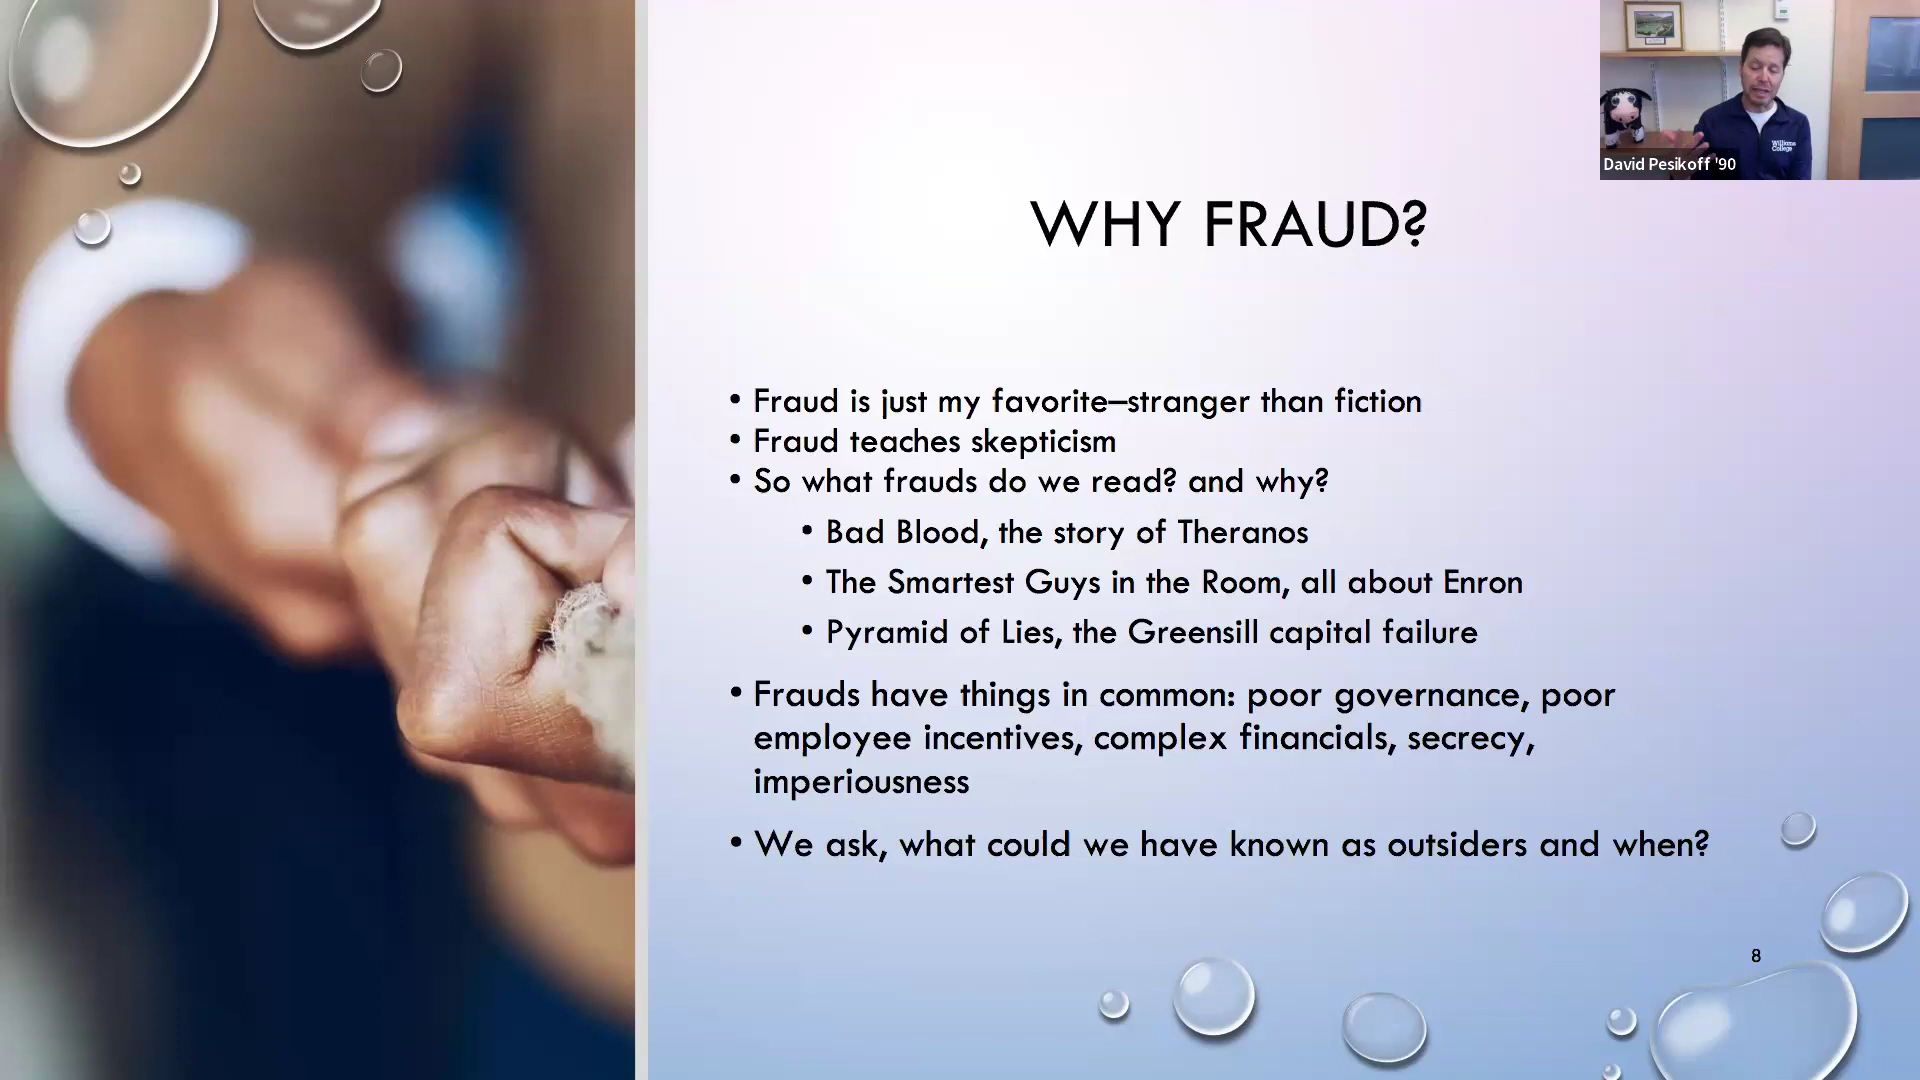 Williams
College
David Pesikoff '90
WHY FRAUD?
• Fraud is just my favorite–stranger than fiction
• Fraud teaches skepticism
• So what frauds do we read? and why?
• Bad Blood, the story of Theranos
• The Smartest Guys in the Room, all about Enron
• Pyramid of Lies, the Greensill capital failure
• Frauds have things in common: poor governance, poor
employee incentives, complex financials, secrecy,
imperiousness
• We ask, what could we have known as outsiders and when?
8